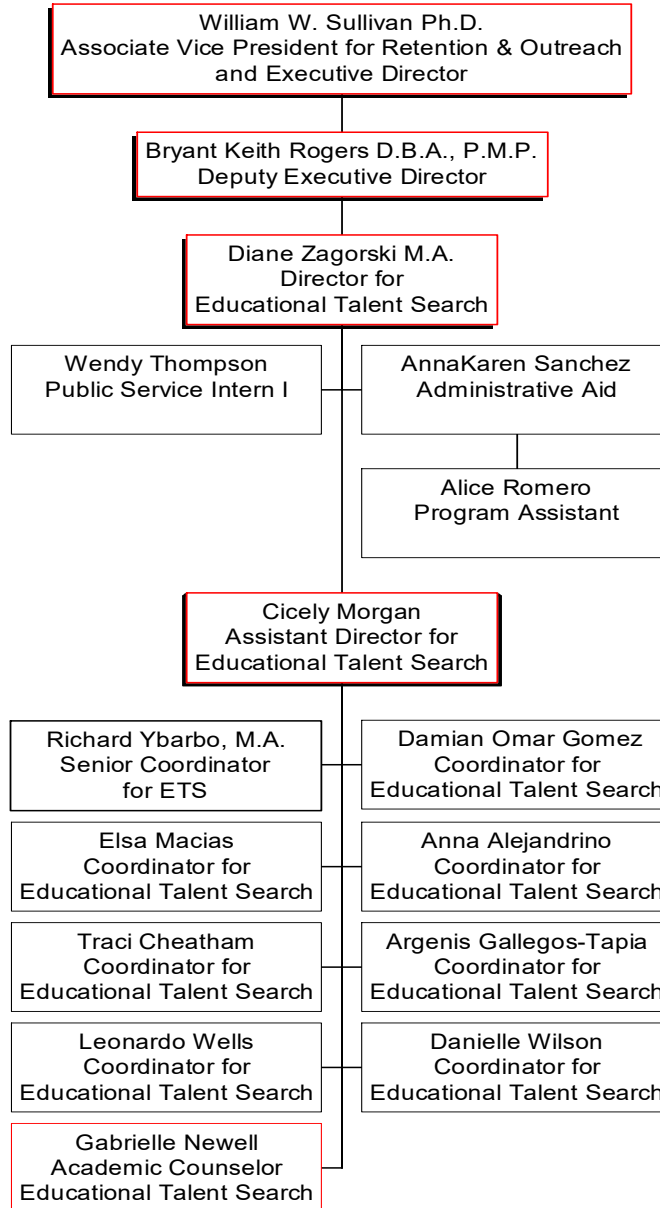 William W. Sullivan Ph.D.
Associate Vice President for Retention & Outreach
and Executive Director
Bryant Keith Rogers D.B.A., P.M.P.
Deputy Executive Director
Diane Zagorski M.A.
Director for
Educational Talent Search
Wendy Thompson
Public Service Intern I
AnnaKaren Sanchez
Administrative Aid
Alice Romero
Program Assistant
Cicely Morgan
Assistant Director for
Educational Talent Search
Richard Ybarbo, M.A.
Senior Coordinator
for ETS
Damian Omar Gomez
Coordinator for
Educational Talent Search
Elsa Macias
Coordinator for
Educational Talent Search
Anna Alejandrino
Coordinator for
Educational Talent Search
Traci Cheatham
Coordinator for
Educational Talent Search
Argenis Gallegos-Tapia
Coordinator for
Educational Talent Search
Leonardo Wells
Coordinator for
Educational Talent Search
Danielle Wilson
Coordinator for
Educational Talent Search
Gabrielle Newell
Academic Counselor
Educational Talent Search